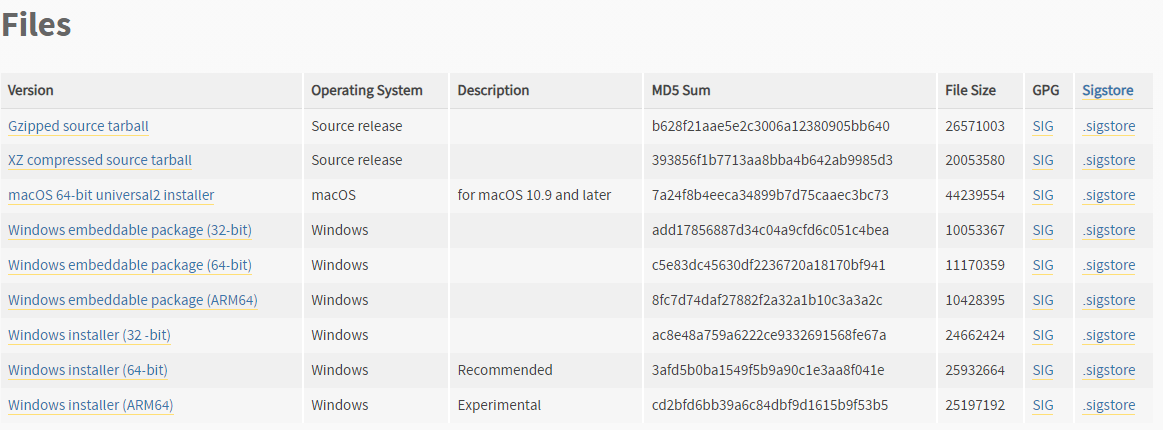 Files
Version Operating System Description MD5 Sum File Size GPG Sigstore
Gzipped source tarball Source release b628f21aae5e2c3006a12380905bb640 26571003 SIG .sigstore
XZ compressed source tarball Source release 393856f1b7713aa8bba4b642ab9985d3 20053580 SIG .sigstore
macOS 64-bit universal2 installer macOS for macOS 10.9 and later 7a24f8b4eeca34899b7d75caaec3bc73 44239554 SIG .sigstore
Windows embeddable package (32-bit) Windows add17856887d34c04a9cfd6c051c4bea 10053367 SIG .sigstore
Windows embeddable package (64-bit) Windows c5e83dc45630df2236720a18170bf941 11170359 SIG .sigstore
Windows embeddable package (ARM64) Windows 8fc7d74daf27882f2a32a1b10c3a3a2c 10428395 SIG .sigstore
Windows installer (32 -bit) Windows ac8e48a759a6222ce9332691568fe67a 24662424 SIG .sigstore
Windows installer (64-bit) Windows Recommended 3afd5b0ba1549f5b9a90c1e3aa8f041e 25932664 SIG .sigstore
Windows installer (ARM64) Windows Experimental cd2bfd6bb39a6c84dbf9d1615b9f53b5 25197192 SIG .sigstore